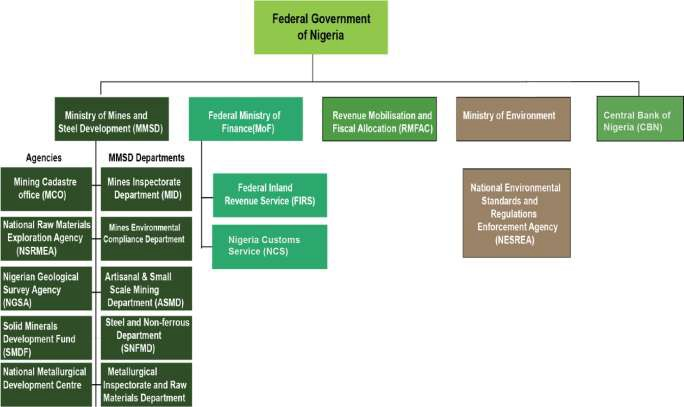 Federal Government
of Nigeria
Ministry of Mines and
Steel Development (MMSD)
Federal Ministry of
Finance(MoF)
Revenue Mobilisation and
Fiscal Allocation (RMFAC)
Ministry of Environment
Central Bank of
Nigeria (CBN)
Agencies
MMSD Departments
Mining Cadastre
office (MCO)
Mines Inspectorate
Department (MID)
Federal Inland
Revenue Service (FIRS)
National Environmental
Standards and
Regulations
Enforcement Agency
(NESREA)
National Raw Materials
Exploration Agency
(NSRMEA)
Mines Environmental
Compliance Department
Nigeria Customs
Service (NCS)
Nigerian Geological
Survey Agency
(NGSA)
Artisanal & Small
Scale Mining
Department (ASMD)
Solid Minerals
Development Fund
(SMDF)
Steel and Non-ferrous
Department
(SNFMD)
National Metallurgical
Development Centre
Metallurgical
Inspectorate and Raw
Materials Department